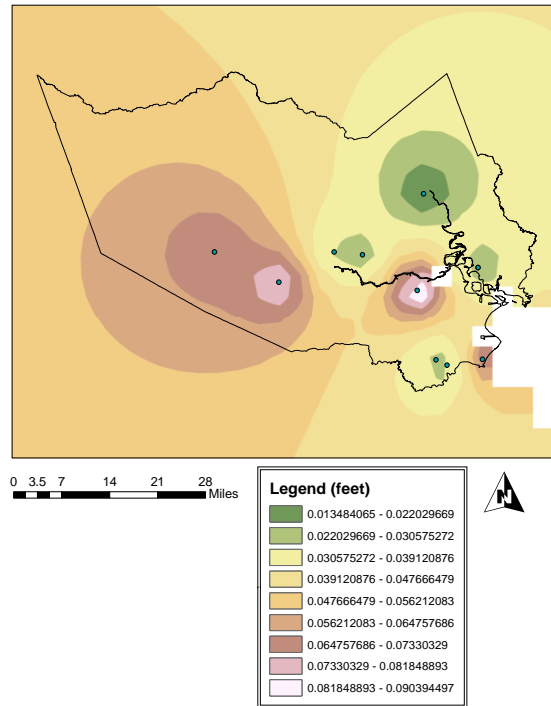 0 3.5 7 14 21 28
Miles
N
Legend (feet)
0.013484065 - 0.022029669
0.022029669 - 0.030575272
0.030575272 - 0.039120876
0.039120876 - 0.047666479
0.047666479 - 0.056212083
0.056212083 - 0.064757686
0.064757686 - 0.07330329
0.07330329 - 0.081848893
0.081848893 - 0.090394497